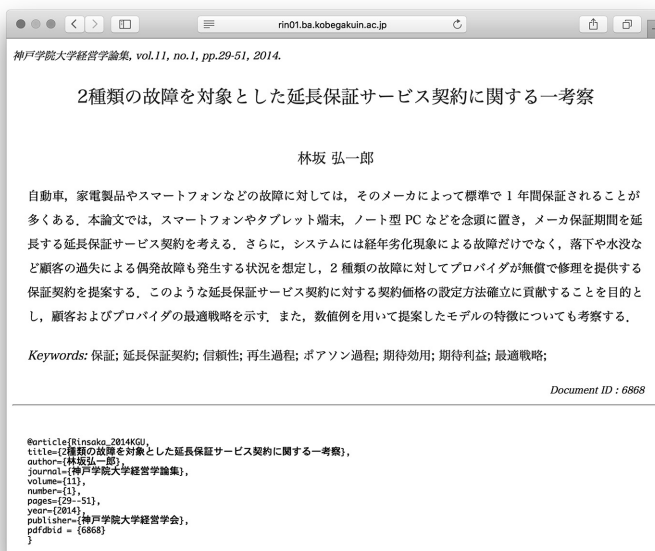 rin01.ba.kobegakuin.ac.jp
神戸学院大学経営学論集, vol.11, no.1, pp.29-51, 2014.
2種類の故障を対象とした延長保証サービス契約に関する一考察
林坂 弘一郎
自動車，家電製品やスマートフォンなどの故障に対しては，そのメーカによって標準で 1 年間保証されることが
多くある．本論文では，スマートフォンやタブレット端末，ノート型 PC などを念頭に置き，メーカ保証期間を延
長する延長保証サービス契約を考える．さらに，システムには経年劣化現象による故障だけでなく，落下や水没な
ど顧客の過失による偶発故障も発生する状況を想定し，2 種類の故障に対してプロバイダが無償で修理を提供する
保証契約を提案する．このような延長保証サービス契約に対する契約価格の設定方法確立に貢献することを目的と
し，顧客およびプロバイダの最適戦略を示す．また，数値例を用いて提案したモデルの特徴についても考察する．
Keywords: 保証; 延長保証契約; 信頼性; 再生過程; ポアソン過程; 期待効用; 期待利益; 最適戦略;
Document ID : 6868
@article{Rinsaka_2014KGU,
title={2種類の故障を対象とした延長保証サービス契約に関する一考察},
author={林坂弘一郎},
journal={神戸学院大学経営学論集},
volume={11},
number={1},
pages={29--51},
year={2014},
publisher={神戸学院大学経営学会},
pdfdbid = {6868}
}